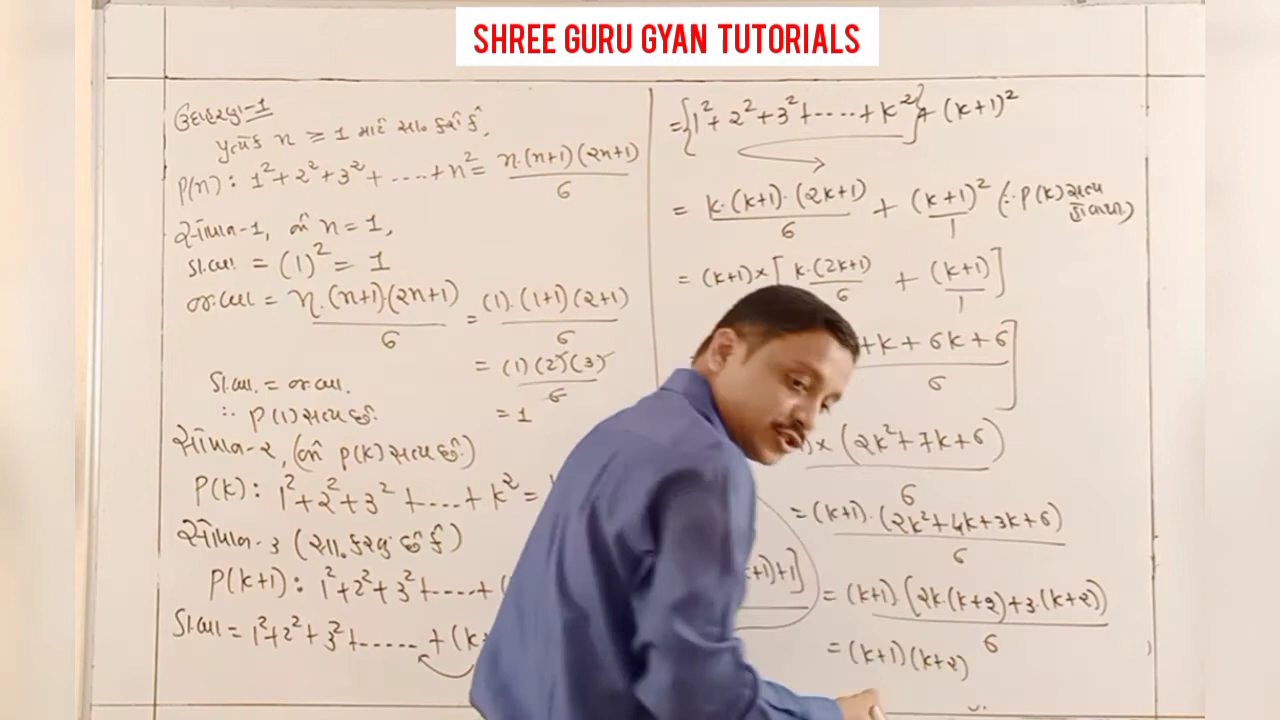 SHREE GURU GYAN TUTORIALS
ઉદાહરણ-1
પ્રત્યેક n ≥ 1 માટે સાબિત કરો કે,
P(n): 1² + 2² + 3² + .... + n² = n.(n+1)(2n+1) / 6
સોપાન-1, જો n = 1,
ડા.બા = (1)² = 1
જ.બા = n.(n+1).(2n+1) / 6 = (1).(1+1)(2+1) / 6
= (1)(2)(3) / 6
ડા.બા. = જ.બા.
= 1
∴ P(1) સત્ય છે.
સોપાન-2, (જો P(k) સત્ય છે.)
P(k): 1² + 2² + 3² + .... + k² =
સોપાન-3 (સા. કરવું છે કે)
P(k+1): 1² + 2² + 3² + .... + (
ડા.બા = 1² + 2² + 3² + ...... + (k
k+1)+1]
= {1² + 2² + 3² + .... + k²} + (k+1)²
= k.(k+1).(2k+1) / 6 + (k+1)² / 1 (∵ P(k) સત્ય
= (k+1) × [k.(2k+1) / 6 + (k+1) / 1]
+k + 6k + 6] / 6
) × (2k² + 7k + 6) / 6
= (k+1).(2k² + 4k + 3k + 6) / 6
= (k+1).[2k.(k+2) + 3.(k+2)] / 6
= (k+1)(k+2)